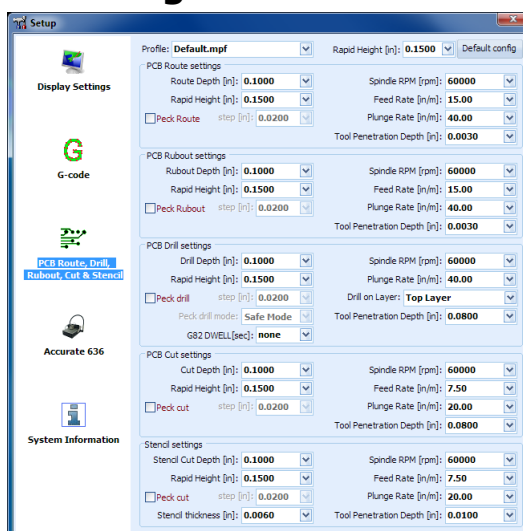 Setup
Profile: Default.mpf Rapid Height [in]: 0.1500 Default config
Display Settings
G-code
PCB Route, Drill,
Rubout, Cut & Stencil
Accurate 636
System Information
PCB Route settings
Route Depth [in]: 0.1000 Spindle RPM [rpm]: 60000
Rapid Height [in]: 0.1500 Feed Rate [in/m]: 15.00
Peck Route step [in]: 0.0200 Plunge Rate [in/m]: 40.00
Tool Penetration Depth [in]: 0.0030
PCB Rubout settings
Rubout Depth [in]: 0.1000 Spindle RPM [rpm]: 60000
Rapid Height [in]: 0.1500 Feed Rate [in/m]: 15.00
Peck Rubout step [in]: 0.0200 Plunge Rate [in/m]: 40.00
Tool Penetration Depth [in]: 0.0030
PCB Drill settings
Drill Depth [in]: 0.1000 Spindle RPM [rpm]: 60000
Rapid Height [in]: 0.1500 Plunge Rate [in/m]: 40.00
Peck drill step [in]: 0.0200 Drill on Layer: Top Layer
Peck drill mode: Safe Mode Tool Penetration Depth [in]: 0.0800
G82 DWELL[sec]: none
PCB Cut settings
Cut Depth [in]: 0.1000 Spindle RPM [rpm]: 60000
Rapid Height [in]: 0.1500 Feed Rate [in/m]: 7.50
Peck cut step [in]: 0.0200 Plunge Rate [in/m]: 20.00
Tool Penetration Depth [in]: 0.0800
Stencil settings
Stencil Cut Depth [in]: 0.1000 Spindle RPM [rpm]: 60000
Rapid Height [in]: 0.1500 Feed Rate [in/m]: 7.50
Peck cut step [in]: 0.0200 Plunge Rate [in/m]: 20.00
Stencil thickness [in]: 0.0060 Tool Penetration Depth [in]: 0.0100